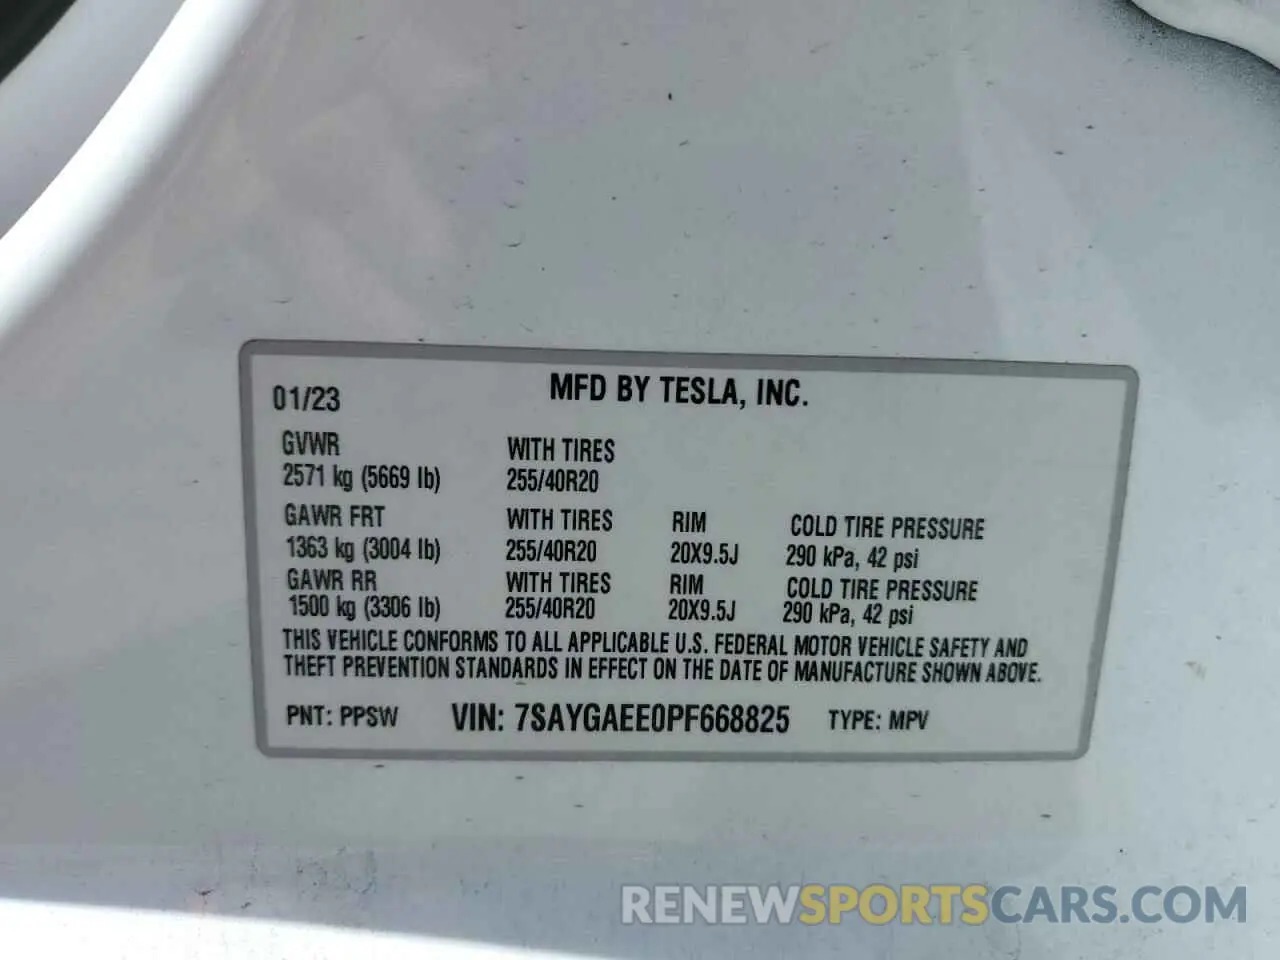 01/23 MFD BY TESLA, INC.
GVWR WITH TIRES
2571 kg (5669 lb) 255/40R20
GAWR FRT WITH TIRES RIM COLD TIRE PRESSURE
1363 kg (3004 lb) 255/40R20 20X9.5J 290 kPa, 42 psi
GAWR RR WITH TIRES RIM COLD TIRE PRESSURE
1500 kg (3306 lb) 255/40R20 20X9.5J 290 kPa, 42 psi
THIS VEHICLE CONFORMS TO ALL APPLICABLE U.S. FEDERAL MOTOR VEHICLE SAFETY AND
THEFT PREVENTION STANDARDS IN EFFECT ON THE DATE OF MANUFACTURE SHOWN ABOVE.
PNT: PPSW VIN: 7SAYGAEE0PF668825 TYPE: MPV
RENEWSPORTSCARS.COM